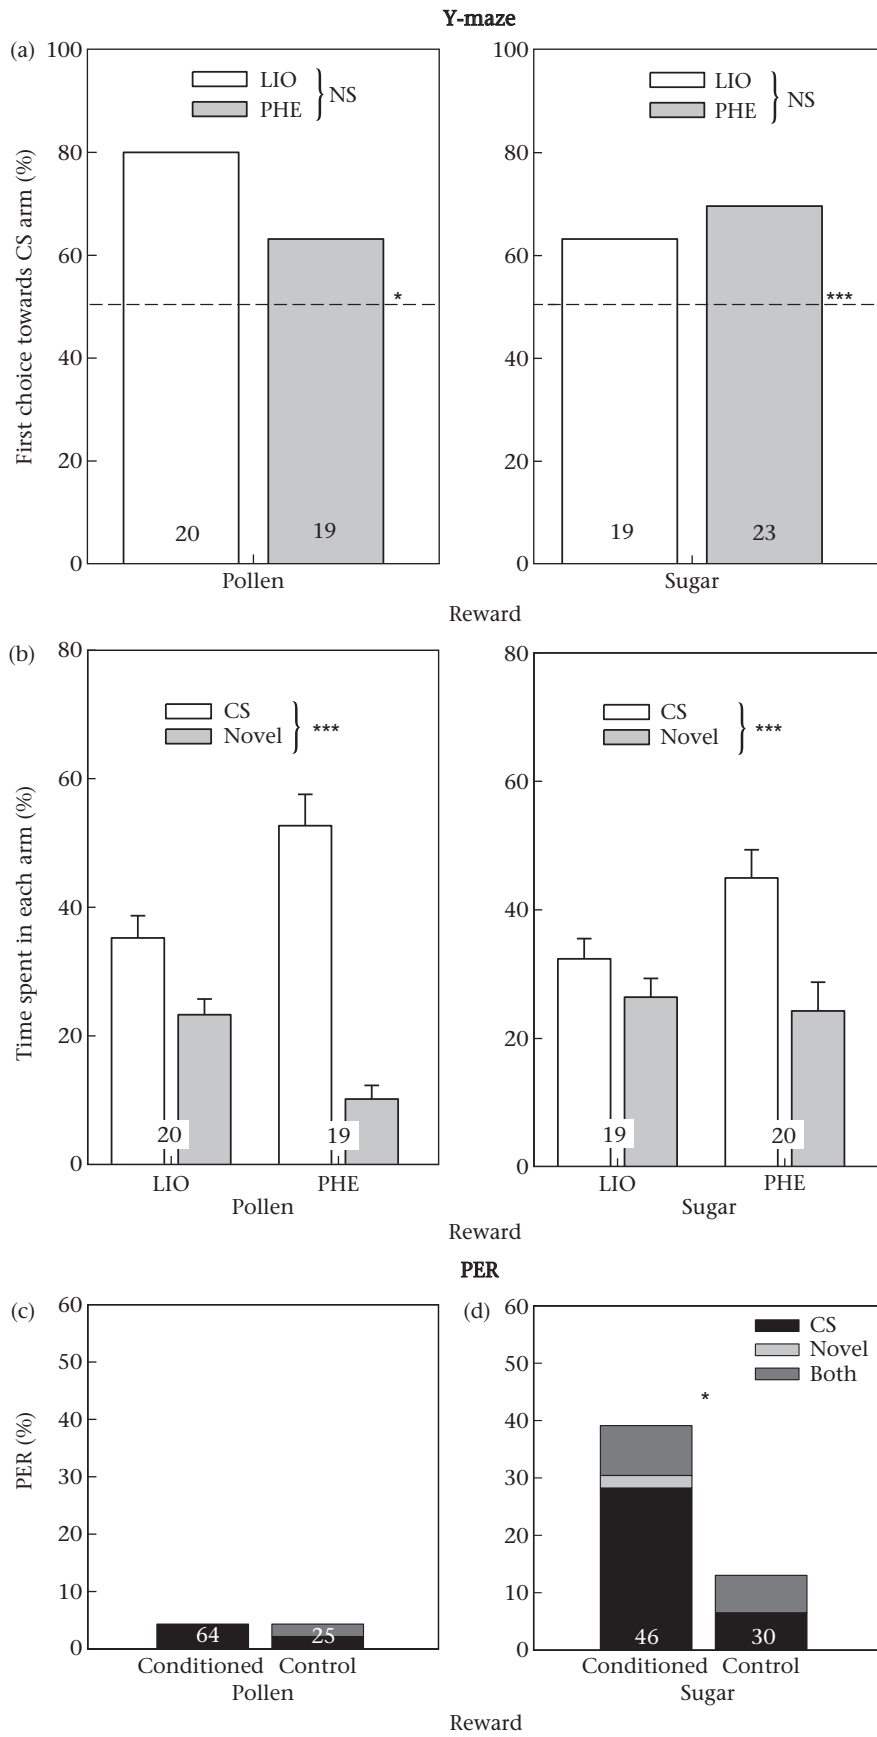 Y-maze
(a)
First choice towards CS arm (%)
100
80
60
40
20
0
LIO
PHE
NS
*
20
19
Pollen
100
80
60
40
20
0
LIO
PHE
NS
***
19
23
Sugar
Reward
(b)
Time spent in each arm (%)
80
60
40
20
0
CS
Novel
***
20
19
LIO
PHE
Pollen
80
60
40
20
0
CS
Novel
***
19
20
LIO
PHE
Sugar
Reward
PER
(c)
PER (%)
60
50
40
30
20
10
0
64
25
Conditioned
Control
Pollen
(d)
60
50
40
30
20
10
0
CS
Novel
Both
*
46
30
Conditioned
Control
Sugar
Reward